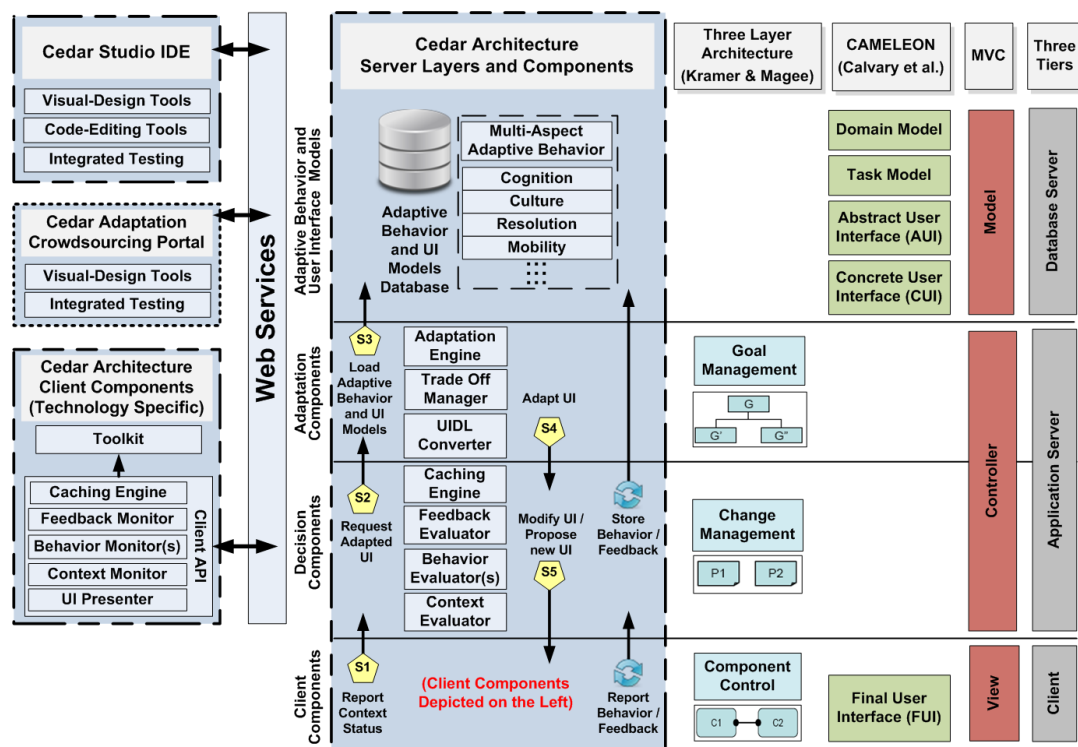 Cedar Studio IDE
Visual-Design Tools
Code-Editing Tools
Integrated Testing
Cedar Adaptation
Crowdsourcing Portal
Visual-Design Tools
Integrated Testing
Cedar Architecture
Client Components
(Technology Specific)
Toolkit
Caching Engine
Feedback Monitor
Behavior Monitor(s)
Context Monitor
UI Presenter
Client API
Web Services
Cedar Architecture
Server Layers and Components
Adaptive Behavior and
User Interface Models
Adaptive
Behavior
and UI
Models
Database
Multi-Aspect
Adaptive Behavior
Cognition
Culture
Resolution
Mobility
Adaptation
Components
S3
Load
Adaptive
Behavior
and UI
Models
Adaptation
Engine
Trade Off
Manager
UIDL
Converter
Adapt UI
S4
Decision
Components
S2
Request
Adapted
UI
Caching
Engine
Feedback
Evaluator
Behavior
Evaluator(s)
Context
Evaluator
Modify UI /
Propose
new UI
S5
Store
Behavior /
Feedback
Client
Components
S1
Report
Context
Status
(Client Components
Depicted on the Left)
Report
Behavior /
Feedback
Three Layer
Architecture
(Kramer & Magee)
Goal
Management
G
G'
G"
Change
Management
P1
P2
Component
Control
C1
C2
CAMELEON
(Calvary et al.)
Domain Model
Task Model
Abstract User
Interface (AUI)
Concrete User
Interface (CUI)
Final User
Interface (FUI)
MVC
Model
Controller
View
Three
Tiers
Database Server
Application Server
Client